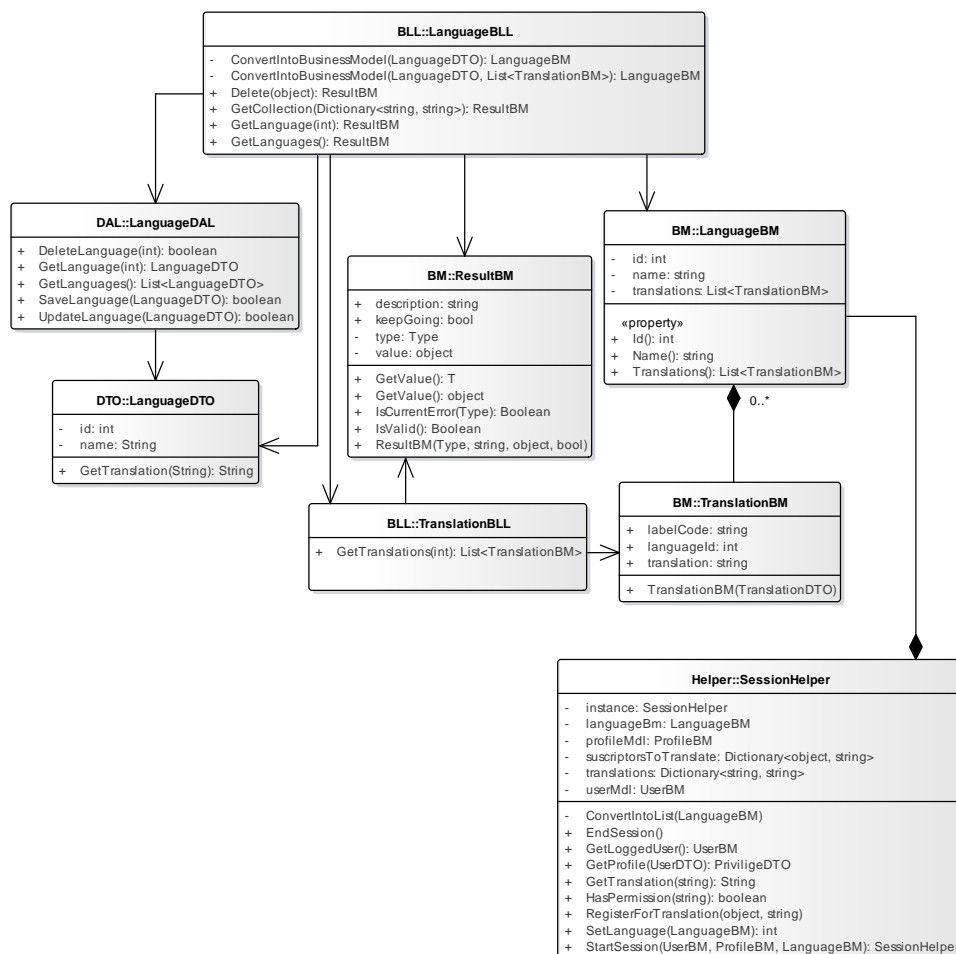 BLL::LanguageBLL
- ConvertIntoBusinessModel(LanguageDTO): LanguageBM
- ConvertIntoBusinessModel(LanguageDTO, List<TranslationBM>): LanguageBM
+ Delete(object): ResultBM
+ GetCollection(Dictionary<string, string>): ResultBM
+ GetLanguage(int): ResultBM
+ GetLanguages(): ResultBM
DAL::LanguageDAL
+ DeleteLanguage(int): boolean
+ GetLanguage(int): LanguageDTO
+ GetLanguages(): List<LanguageDTO>
+ SaveLanguage(LanguageDTO): boolean
+ UpdateLanguage(LanguageDTO): boolean
BM::ResultBM
+ description: string
+ keepGoing: bool
- type: Type
- value: object
+ GetValue(): T
+ GetValue(): object
+ IsCurrentError(Type): Boolean
+ IsValid(): Boolean
+ ResultBM(Type, string, object, bool)
BM::LanguageBM
- id: int
- name: string
- translations: List<TranslationBM>
«property»
+ Id(): int
+ Name(): string
+ Translations(): List<TranslationBM>
0..*
DTO::LanguageDTO
- id: int
- name: String
+ GetTranslation(String): String
BLL::TranslationBLL
+ GetTranslations(int): List<TranslationBM>
BM::TranslationBM
+ labelCode: string
+ languageId: int
+ translation: string
+ TranslationBM(TranslationDTO)
Helper::SessionHelper
- instance: SessionHelper
- languageBm: LanguageBM
- profileMdl: ProfileBM
- suscriptorsToTranslate: Dictionary<object, string>
- translations: Dictionary<string, string>
- userMdl: UserBM
- ConvertIntoList(LanguageBM)
+ EndSession()
+ GetLoggedUser(): UserBM
+ GetProfile(UserDTO): PriviligeDTO
+ GetTranslation(string): String
+ HasPermission(string): boolean
+ RegisterForTranslation(object, string)
+ SetLanguage(LanguageBM): int
+ StartSession(UserBM, ProfileBM, LanguageBM): SessionHelper